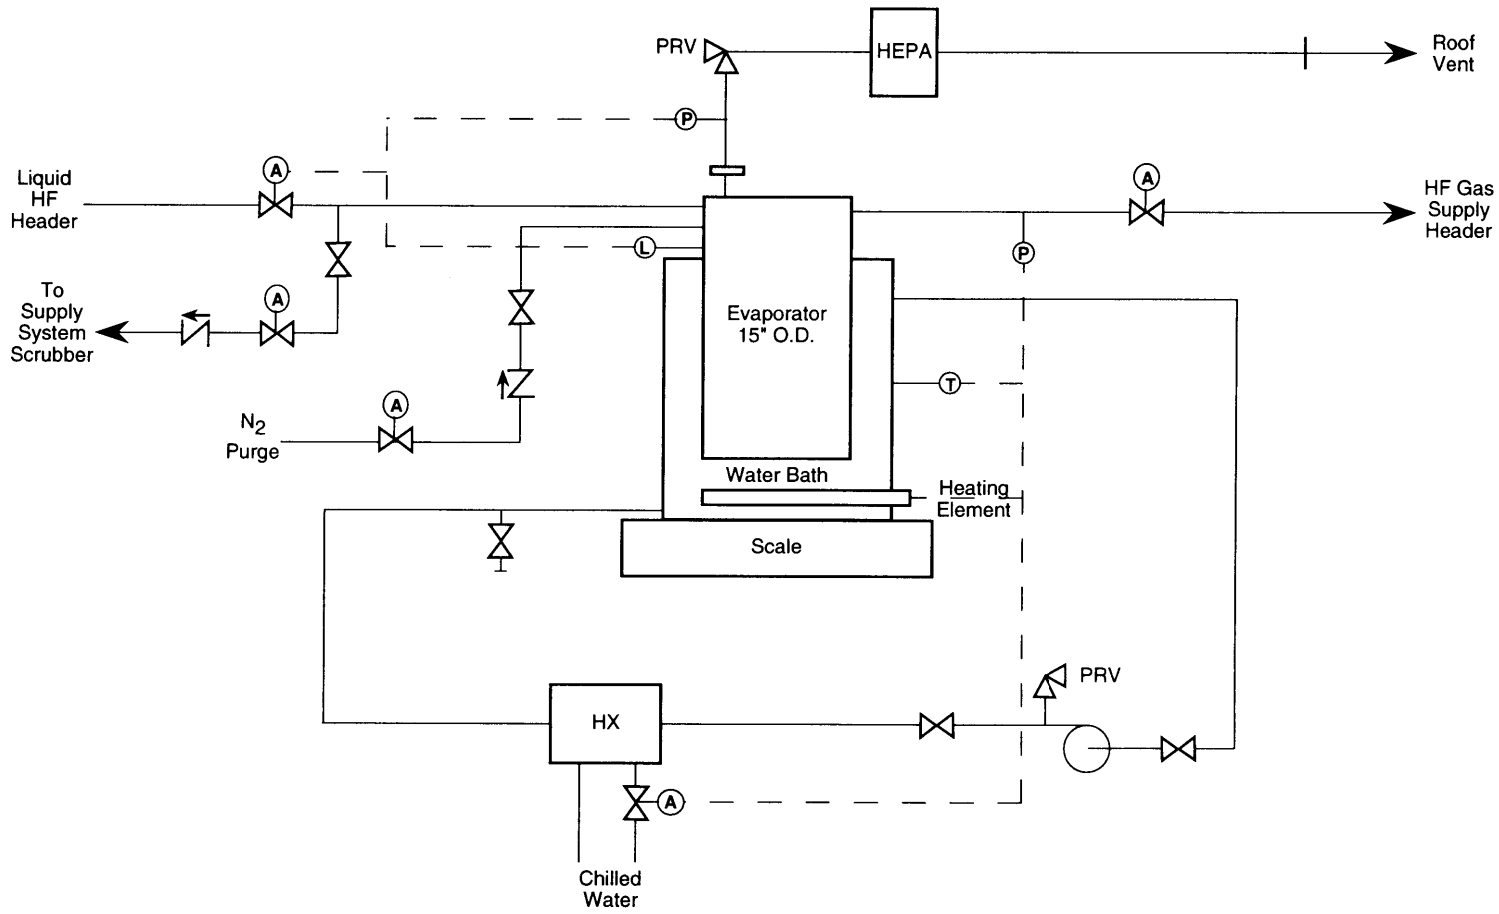 PRV
HEPA
Roof
Vent
P
A
Liquid
HF
Header
A
HF Gas
Supply
Header
L
P
To
Supply
System
Scrubber
A
Evaporator
15" O.D.
T
A
N2
Purge
Water Bath
Heating
Element
Scale
PRV
HX
A
Chilled
Water